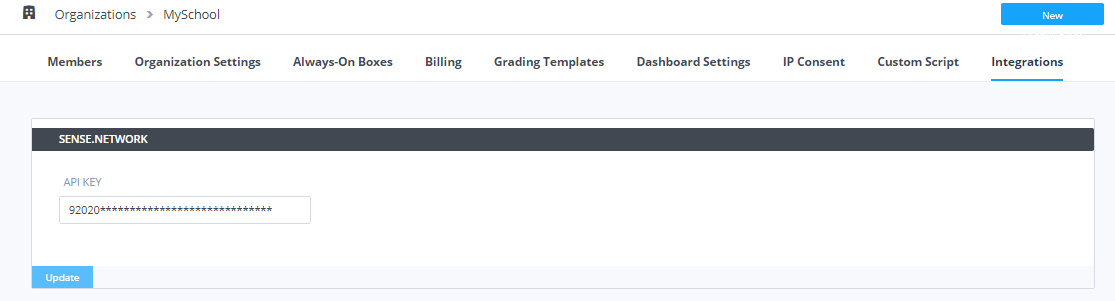 Organizations > MySchool
New
Members Organization Settings Always-On Boxes Billing Grading Templates Dashboard Settings IP Consent Custom Script Integrations
SENSE.NETWORK
API KEY
92020*****************************
Update